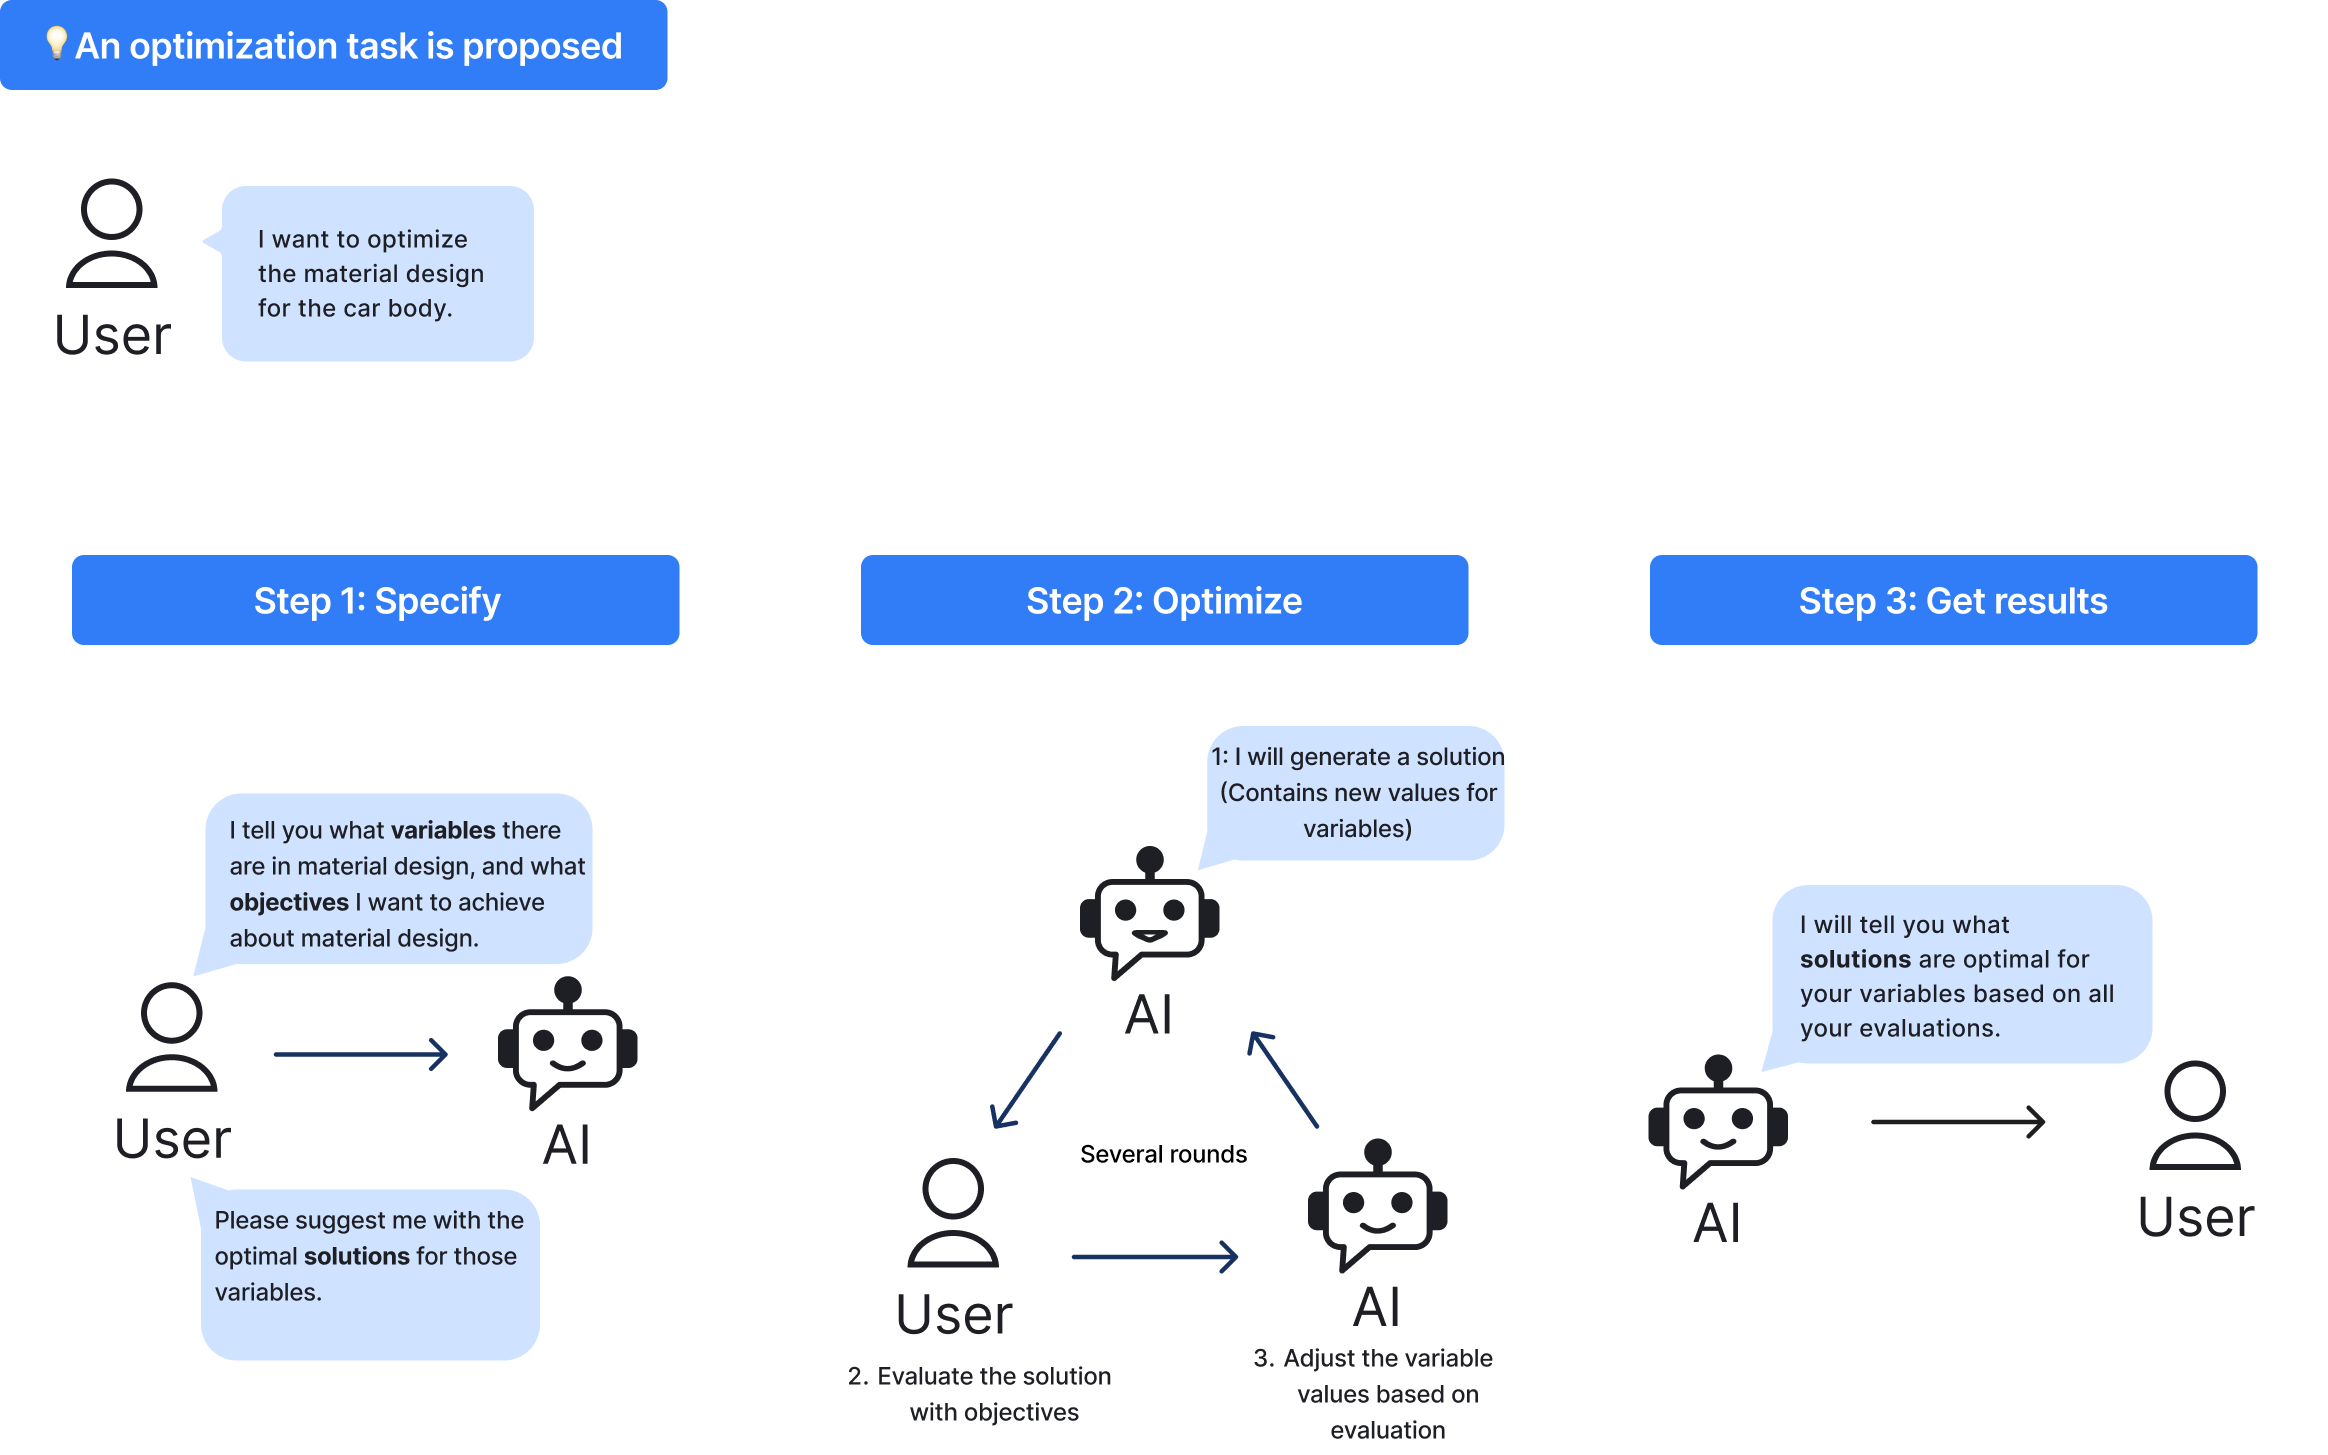 💡An optimization task is proposed
I want to optimize
the material design
for the car body.
User
Step 1: Specify
I tell you what variables there
are in material design, and what
objectives I want to achieve
about material design.
User
AI
Please suggest me with the
optimal solutions for those
variables.
Step 2: Optimize
1: I will generate a solution
(Contains new values for
variables)
AI
Several rounds
User
2. Evaluate the solution
with objectives
AI
3. Adjust the variable
values based on
evaluation
Step 3: Get results
I will tell you what
solutions are optimal for
your variables based on all
your evaluations.
AI
User